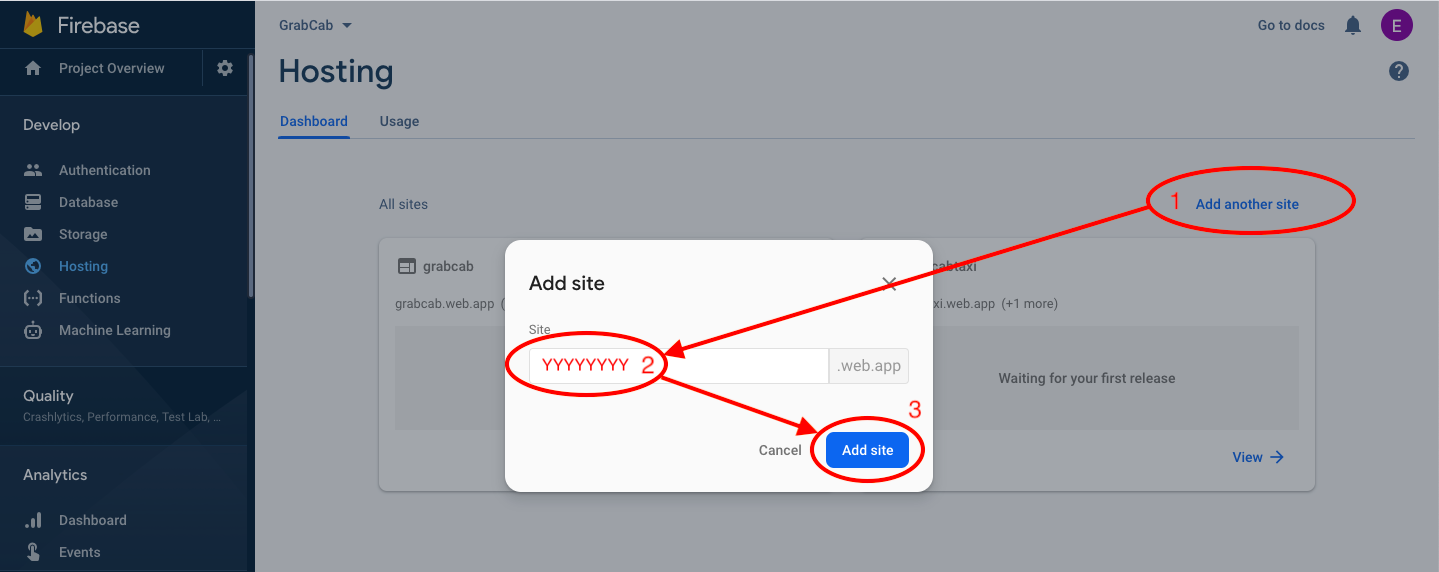 Firebase
Project Overview
Develop
Authentication
Database
Storage
Hosting
Functions
Machine Learning
Quality
Crashlytics, Performance, Test Lab, ...
Analytics
Dashboard
Events
GrabCab
Go to docs
E
Hosting
?
Dashboard
Usage
All sites
1
Add another site
grabcab
cabtaxi
grabcab.web.app (
xi.web.app (+1 more)
Waiting for your first release
View
Add site
Site
YYYYYYYY 2
.web.app
3
Cancel
Add site